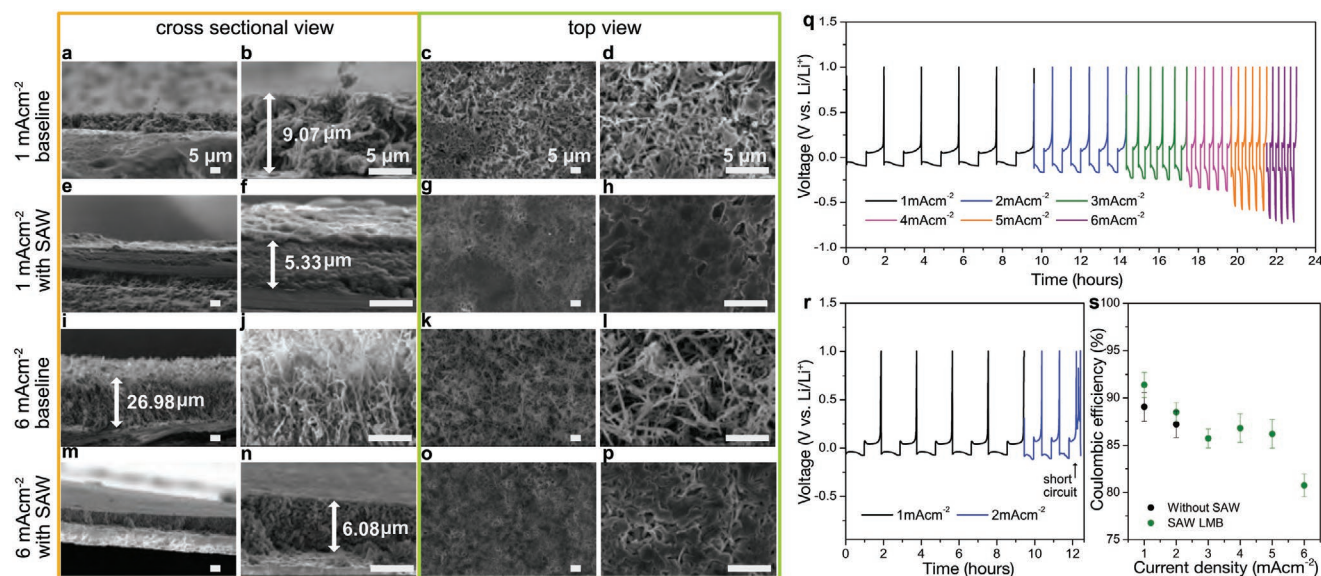 cross sectional view
top view
a
b
c
d
1 mAcm⁻²
baseline
9.07 µm
5 µm
5 µm
5 µm
5 µm
e
f
g
h
1 mAcm⁻²
with SAW
5.33 µm
i
j
k
l
6 mAcm⁻²
baseline
26.98 µm
m
n
o
p
6 mAcm⁻²
with SAW
6.08 µm
q
Voltage (V vs. Li/Li⁺)
1.5
1.0
0.5
0.0
-0.5
-1.0
1mAcm⁻²
2mAcm⁻²
3mAcm⁻²
4mAcm⁻²
5mAcm⁻²
6mAcm⁻²
0 2 4 6 8 10 12 14 16 18 20 22 24
Time (hours)
r
Voltage (V vs. Li/Li⁺)
1.5
1.0
0.5
0.0
-0.5
short
circuit
1mAcm⁻²
2mAcm⁻²
0 2 4 6 8 10 12
Time (hours)
s
Coulombic efficiency (%)
100
95
90
85
80
75
Without SAW
SAW LMB
1 2 3 4 5 6
Current density (mAcm⁻²)